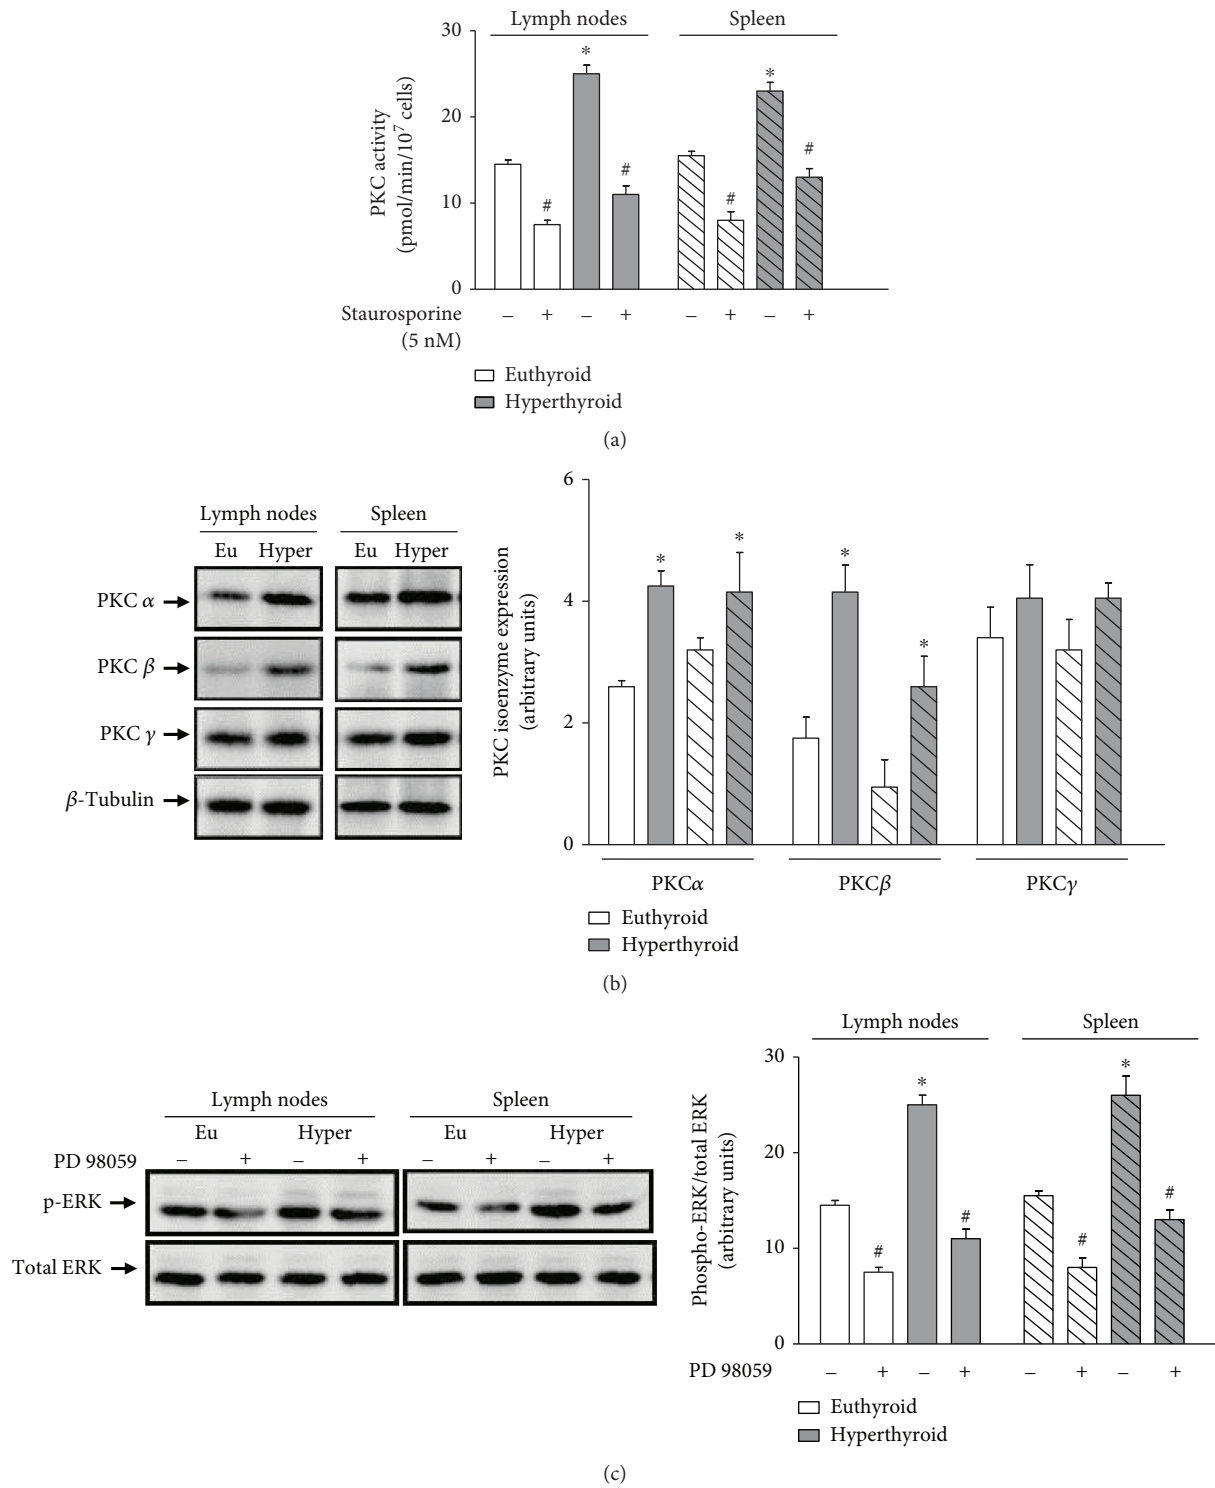 Lymph nodes Spleen
30
20
10
0
PKC activity
(pmol/min/10⁷ cells)
* *
# # # #
Staurosporine
(5 nM)
– + – + – + – +
Euthyroid
Hyperthyroid
(a)
Lymph nodes Spleen
Eu Hyper Eu Hyper
PKC α
PKC β
PKC γ
β-Tubulin
6
4
2
0
PKC isoenzyme expression
(arbitrary units)
* * * *
PKCα PKCβ PKCγ
Euthyroid
Hyperthyroid
(b)
Lymph nodes Spleen
Eu Hyper Eu Hyper
PD 98059 – + – + – + – +
p-ERK
Total ERK
Lymph nodes Spleen
30
20
10
0
Phospho-ERK/total ERK
(arbitrary units)
* *
# # # #
PD 98059 – + – + – + – +
Euthyroid
Hyperthyroid
(c)